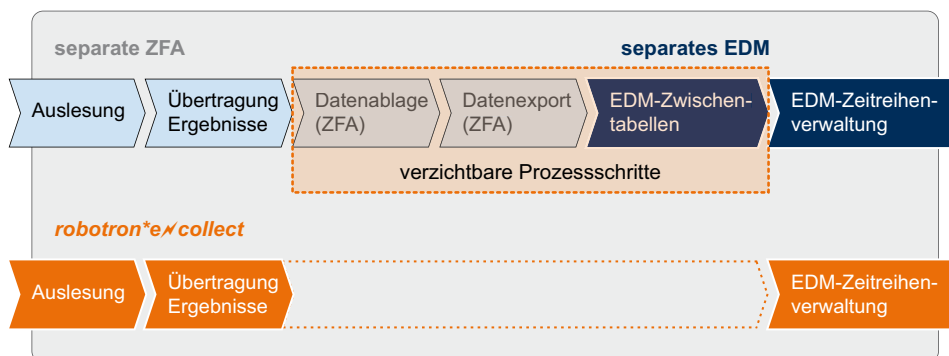 separate ZFA
separates EDM
Auslesung
Übertragung
Ergebnisse
Datenablage
(ZFA)
Datenexport
(ZFA)
EDM-Zwischen-
tabellen
EDM-Zeitreihen-
verwaltung
verzichtbare Prozessschritte
robotron*e collect
Auslesung
Übertragung
Ergebnisse
EDM-Zeitreihen-
verwaltung